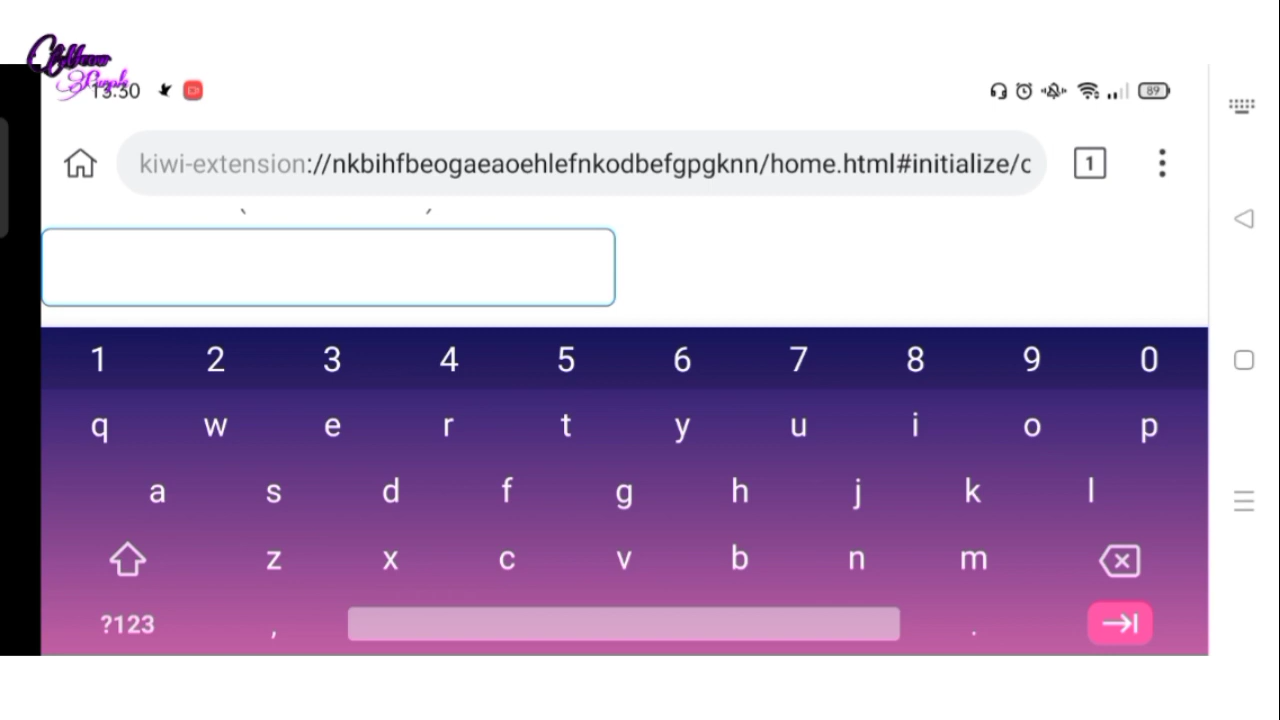 13.30
89
kiwi-extension://nkbihfbeogaeaoehlefnkodbefgpgknn/home.html#initialize/c
1
1 2 3 4 5 6 7 8 9 0
q w e r t y u i o p
a s d f g h j k l
z x c v b n m
?123 , .